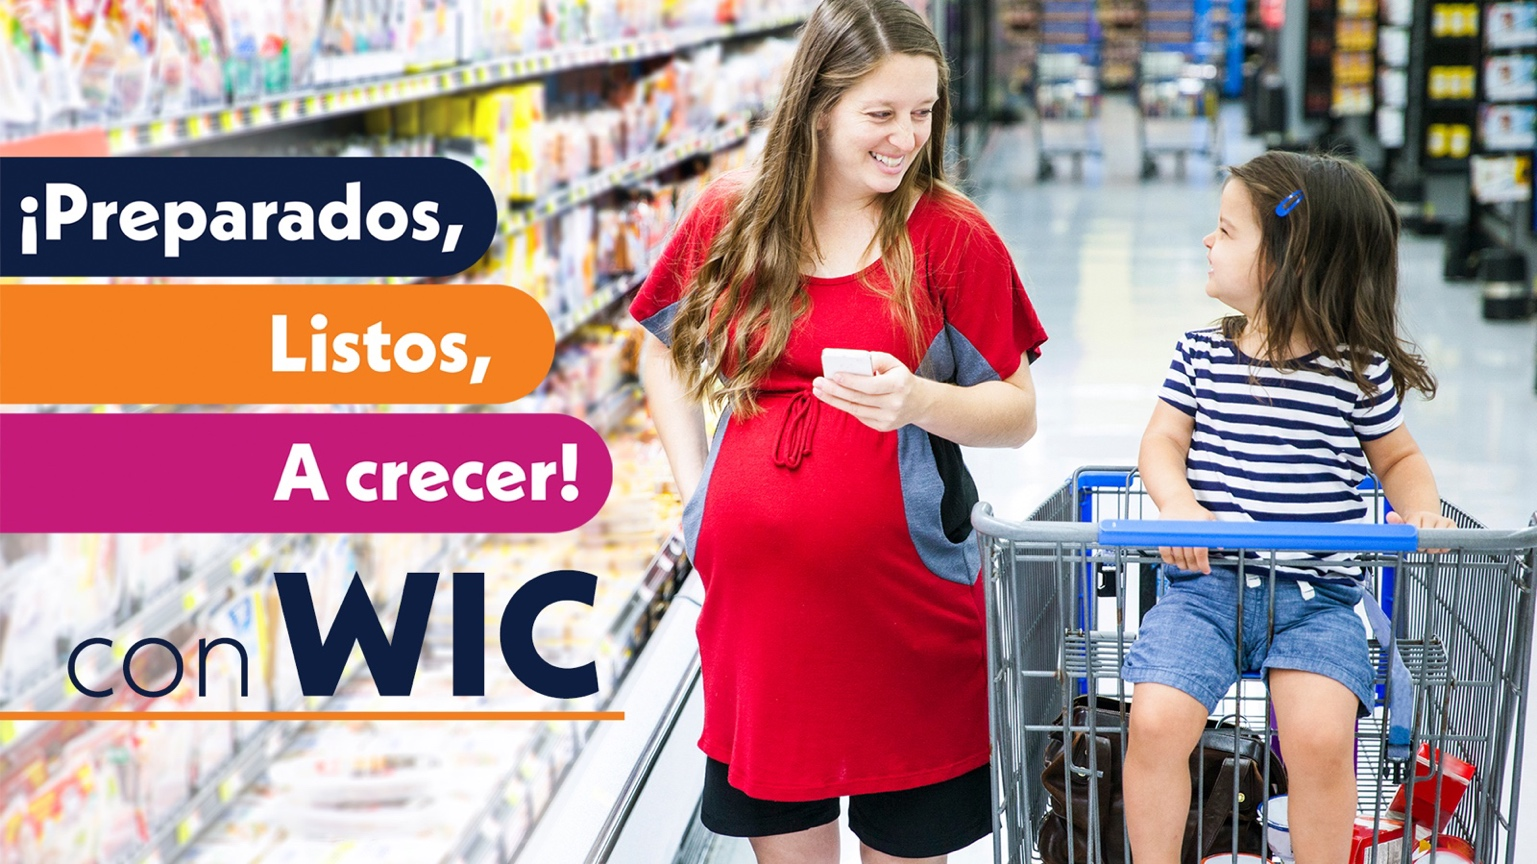 ¡Preparados,
Listos,
A crecer!
con WIC